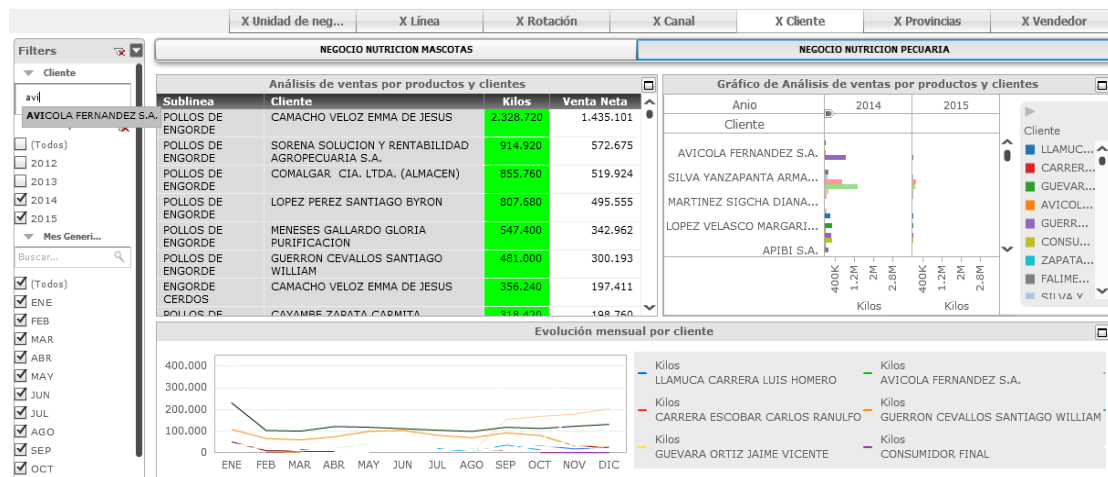 X Unidad de neg... X Línea X Rotación X Canal X Cliente X Provincias X Vendedor
NEGOCIO NUTRICION MASCOTAS NEGOCIO NUTRICION PECUARIA
Filters
Cliente
avi
AVICOLA FERNANDEZ S.A.
(Todos)
2012
2013
2014
2015
Mes Generi...
Buscar...
(Todos)
ENE
FEB
MAR
ABR
MAY
JUN
JUL
AGO
SEP
OCT
Análisis de ventas por productos y clientes
Sublinea Cliente Kilos Venta Neta
POLLOS DE ENGORDE CAMACHO VELOZ EMMA DE JESUS 2.328.720 1.435.101
POLLOS DE ENGORDE SORENA SOLUCION Y RENTABILIDAD AGROPECUARIA S.A. 914.920 572.675
POLLOS DE ENGORDE COMALGAR CIA. LTDA. (ALMACEN) 855.760 519.924
POLLOS DE ENGORDE LOPEZ PEREZ SANTIAGO BYRON 807.680 495.555
POLLOS DE ENGORDE MENESES GALLARDO GLORIA PURIFICACION 547.400 342.962
POLLOS DE ENGORDE GUERRON CEVALLOS SANTIAGO WILLIAM 481.000 300.193
ENGORDE CERDOS CAMACHO VELOZ EMMA DE JESUS 356.240 197.411
POLLOS DE CAYAMBE ZAPATA CARMITA 318.420 198.760
Gráfico de Análisis de ventas por productos y clientes
Anio 2014 2015
Cliente
AVICOLA FERNANDEZ S.A.
SILVA YANZAPANTA ARMA...
MARTINEZ SIGCHA DIANA...
LOPEZ VELASCO MARGARI...
APIBI S.A.
400K 1.2M 2M 2.8M 400K 1.2M 2M 2.8M
Kilos Kilos
Cliente
LLAMUC...
CARRER...
GUEVAR...
AVICOL...
GUERR...
CONSU...
ZAPATA...
FALIME...
SILVA Y
Evolución mensual por cliente
400.000
300.000
200.000
100.000
0
ENE FEB MAR ABR MAY JUN JUL AGO SEP OCT NOV DIC
Kilos
LLAMUCA CARRERA LUIS HOMERO
Kilos
AVICOLA FERNANDEZ S.A.
Kilos
CARRERA ESCOBAR CARLOS RANULFO
Kilos
GUERRON CEVALLOS SANTIAGO WILLIAM
Kilos
GUEVARA ORTIZ JAIME VICENTE
Kilos
CONSUMIDOR FINAL